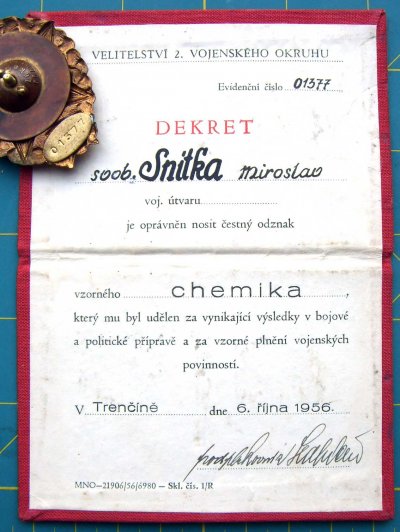 VELITELSTVÍ 2. VOJENSKÉHO OKRUHU
Evidenční číslo 01377
DEKRET
svob. Snítka Miroslav
voj. útvaru
je oprávněn nosit čestný odznak
vzorného chemika,
který mu byl udělen za vynikající výsledky v bojové
a politické přípravě a za vzorné plnění vojenských
povinností.
V Trenčíně dne 6. října 1956.
podplukovník
MNO—21906/56/6980 — Skl. čís. 1/R
01377